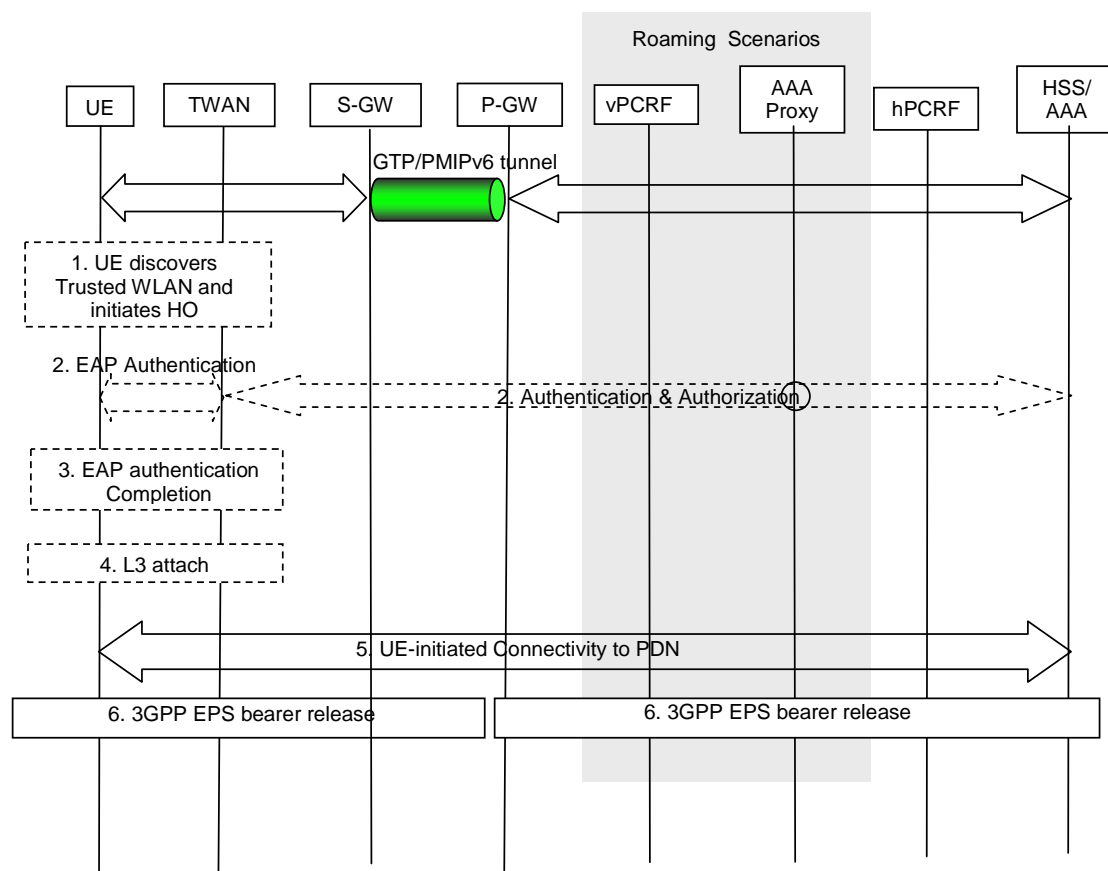 Roaming Scenarios
UE
TWAN
S-GW
P-GW
vPCRF
AAA
Proxy
hPCRF
HSS/
AAA
GTP/PMIPv6 tunnel
1. UE discovers
Trusted WLAN and
initiates HO
2. EAP Authentication
2. Authentication & Authorization
3. EAP authentication
Completion
4. L3 attach
5. UE-initiated Connectivity to PDN
6. 3GPP EPS bearer release
6. 3GPP EPS bearer release